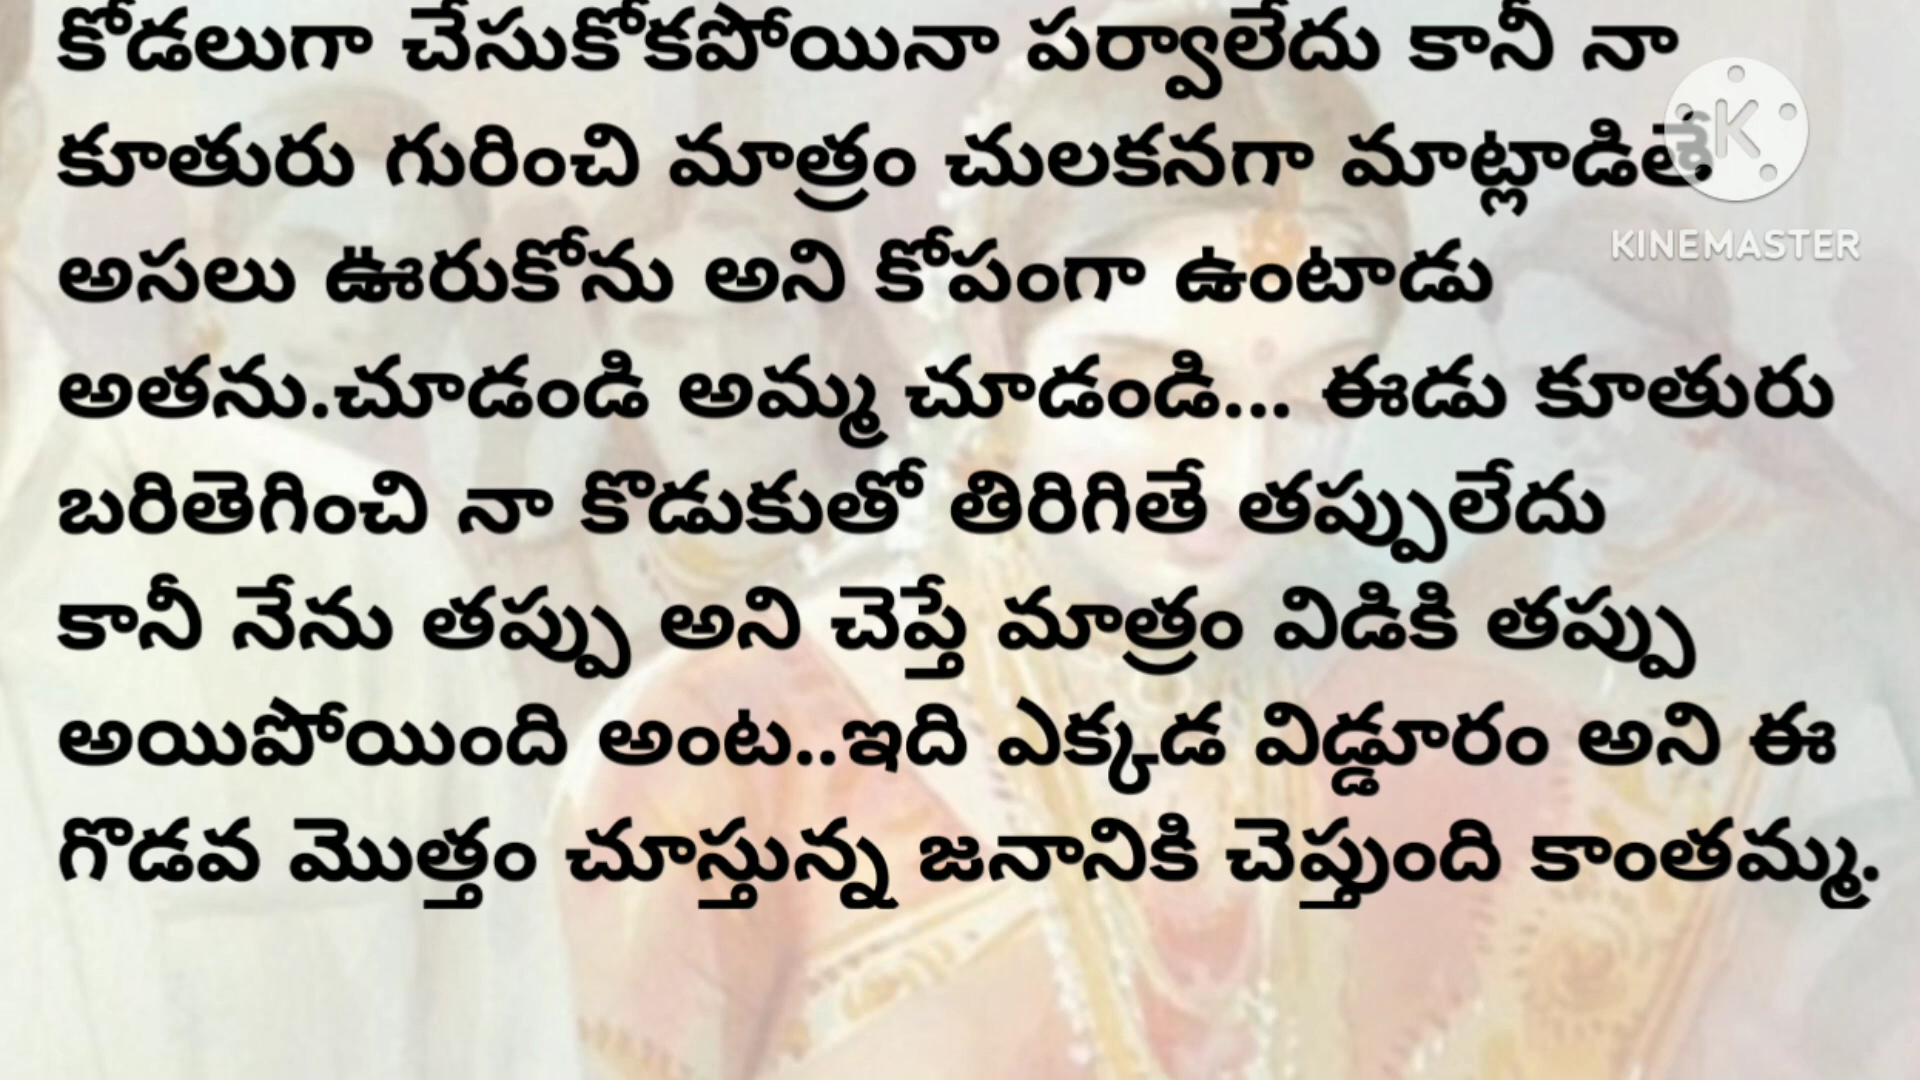 కోడలుగా చేసుకోకపోయినా పర్వాలేదు కానీ నా
కూతురు గురించి మాత్రం చులకనగా మాట్లాడితే
అసలు ఊరుకోను అని కోపంగా ఉంటాడు
అతను.చూడండి అమ్మ చూడండి... ఈడు కూతురు
బరితెగించి నా కొడుకుతో తిరిగితే తప్పులేదు
కానీ నేను తప్పు అని చెప్తే మాత్రం విడికి తప్పు
అయిపోయింది అంట..ఇది ఎక్కడ విడ్డూరం అని ఈ
గొడవ మొత్తం చూస్తున్న జనానికి చెప్తుంది కాంతమ్మ.
K
KINEMASTER